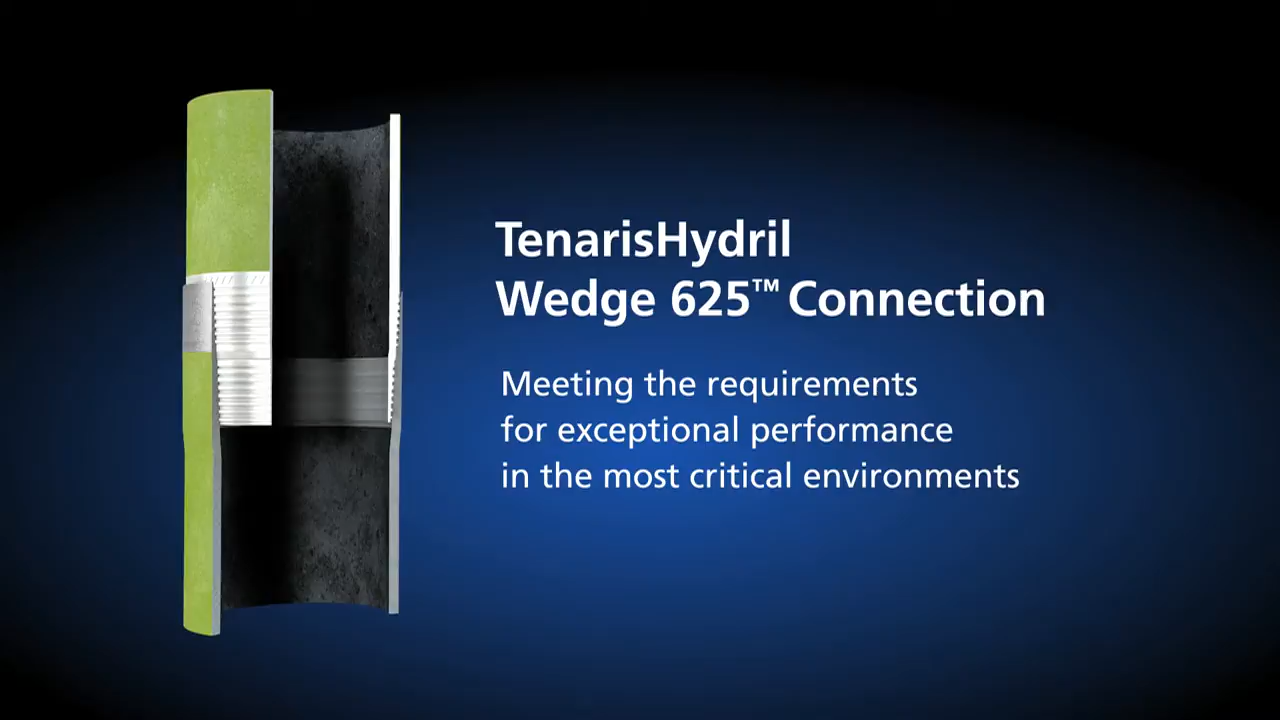 TenarisHydril
Wedge 625™ Connection
Meeting the requirements
for exceptional performance
in the most critical environments